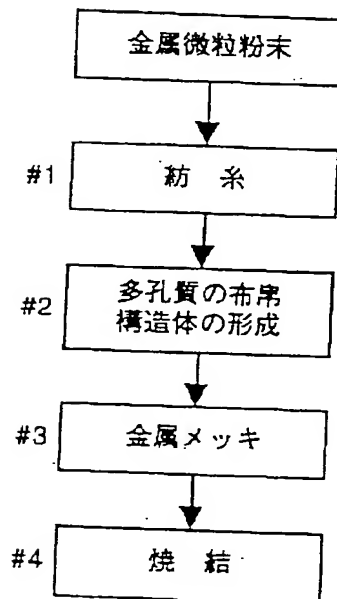 金属微粒粉末
#1 紡 糸
多孔質の布帛
#2
構造体の形成
#3 金属メッキ
#4 焼 結